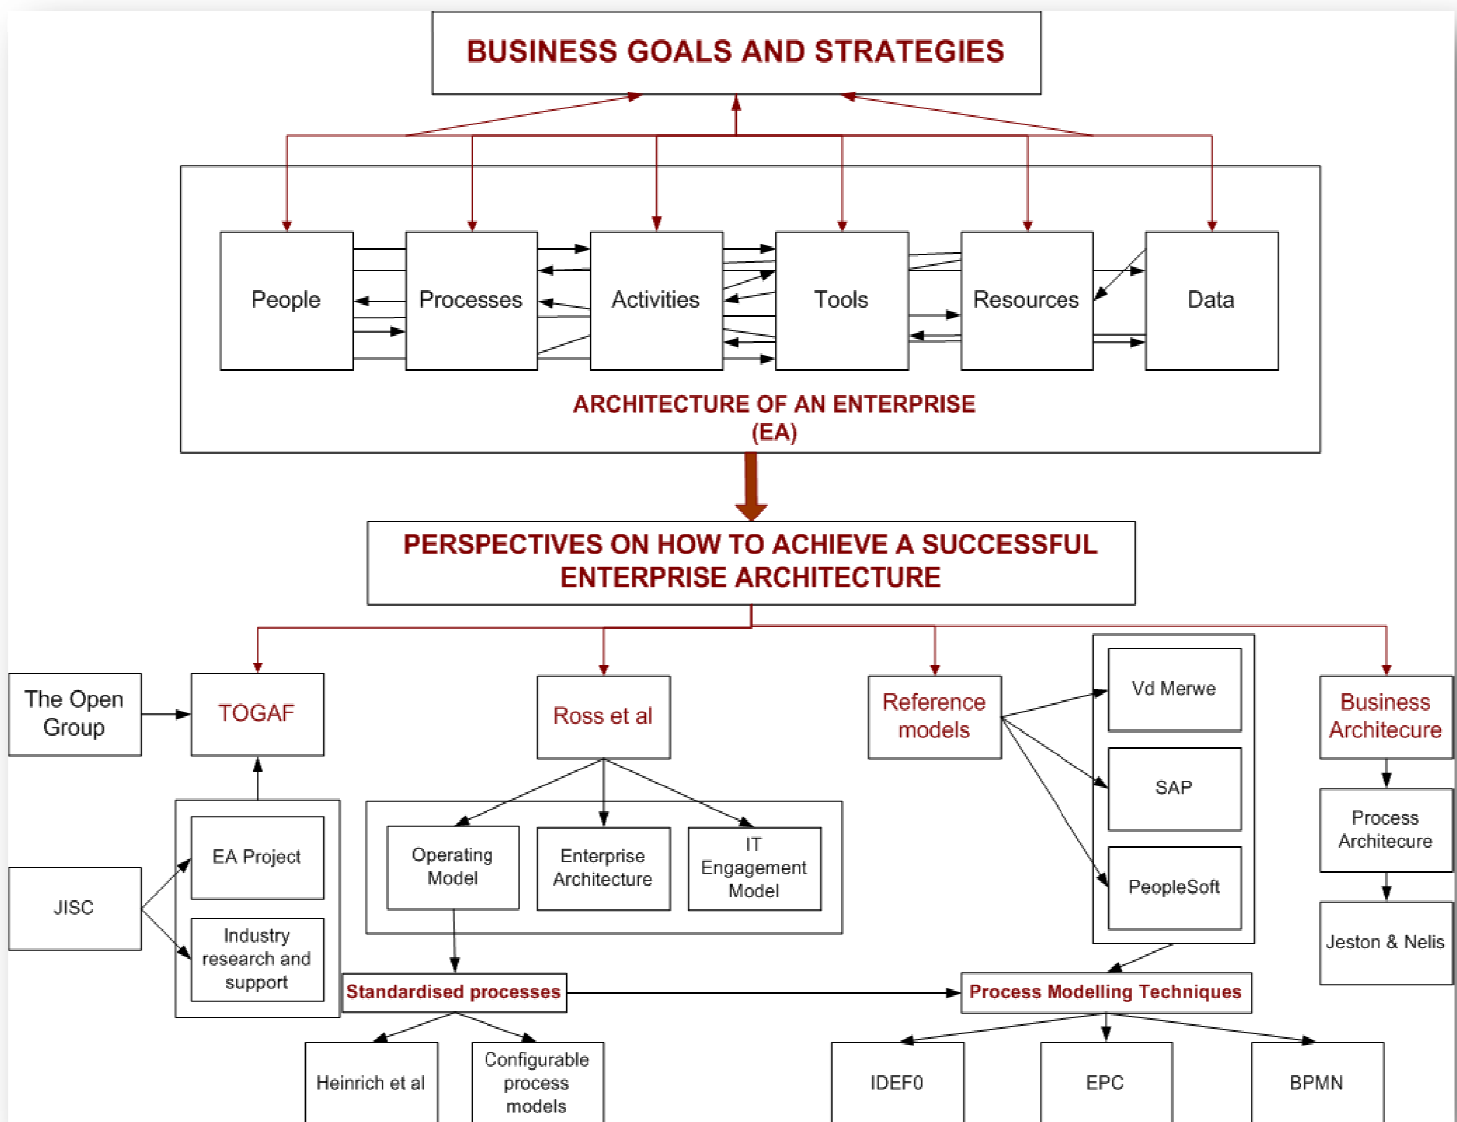 BUSINESS GOALS AND STRATEGIES
People
Processes
Activities
Tools
Resources
Data
ARCHITECTURE OF AN ENTERPRISE
(EA)
PERSPECTIVES ON HOW TO ACHIEVE A SUCCESSFUL
ENTERPRISE ARCHITECTURE
The Open
Group
TOGAF
Ross et al
Reference
models
Vd Merwe
SAP
PeopleSoft
Business
Architecure
Process
Architecure
Jeston & Nelis
JISC
EA Project
Industry
research and
support
Operating
Model
Enterprise
Architecture
IT
Engagement
Model
Standardised processes
Process Modelling Techniques
Heinrich et al
Configurable
process
models
IDEF0
EPC
BPMN